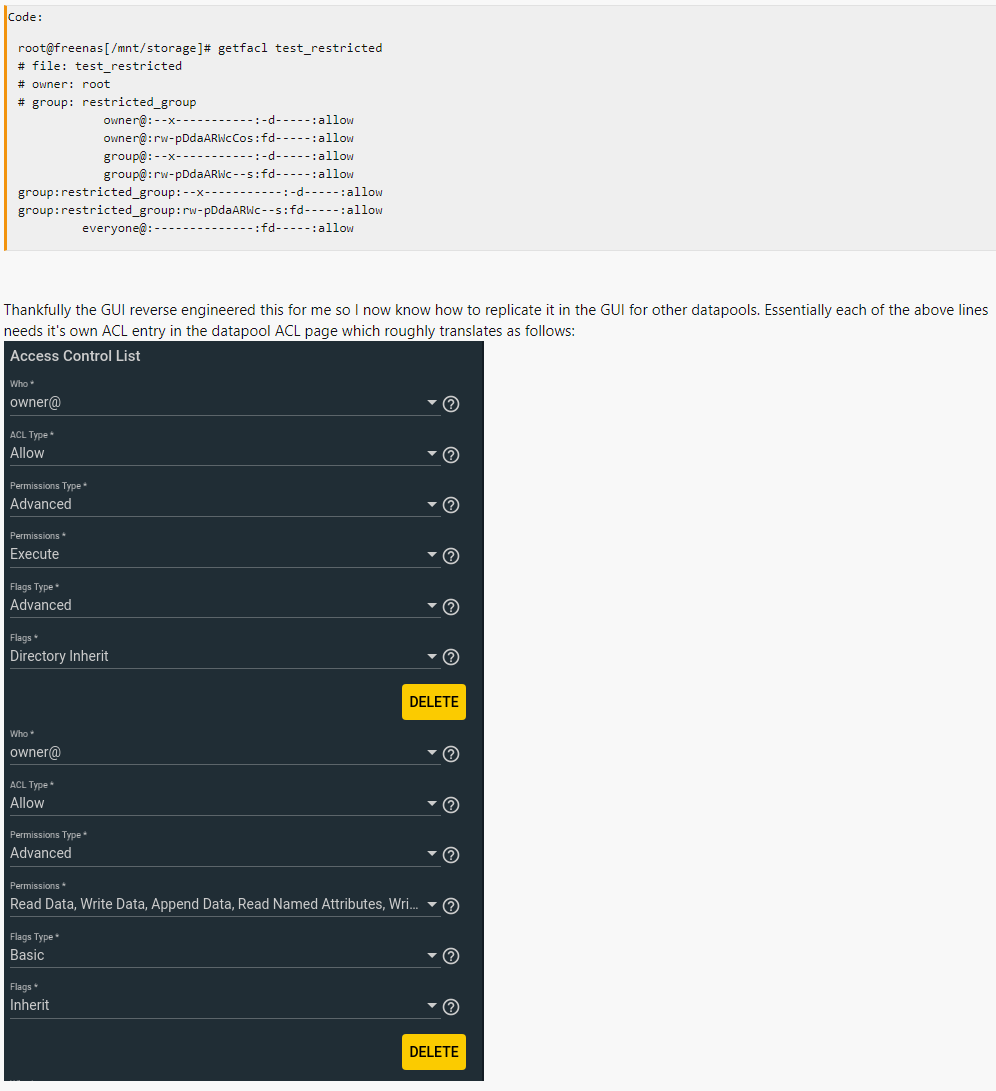 Code:
root@freenas[/mnt/storage]# getfacl test_restricted
# file: test_restricted
# owner: root
# group: restricted_group
owner@:--x-----------:-d-----:allow
owner@:rw-pDdaARWcCos:fd-----:allow
group@:--x-----------:-d-----:allow
group@:rw-pDdaARWc--s:fd-----:allow
group:restricted_group:--x-----------:-d-----:allow
group:restricted_group:rw-pDdaARWc--s:fd-----:allow
everyone@:--------------:fd-----:allow
Thankfully the GUI reverse engineered this for me so I now know how to replicate it in the GUI for other datapools. Essentially each of the above lines
needs it's own ACL entry in the datapool ACL page which roughly translates as follows:
Access Control List
Who *
owner@
ACL Type *
Allow
Permissions Type *
Advanced
Permissions *
Execute
Flags Type *
Advanced
Flags *
Directory Inherit
DELETE
Who *
owner@
ACL Type *
Allow
Permissions Type *
Advanced
Permissions *
Read Data, Write Data, Append Data, Read Named Attributes, Wri...
Flags Type *
Basic
Flags *
Inherit
DELETE